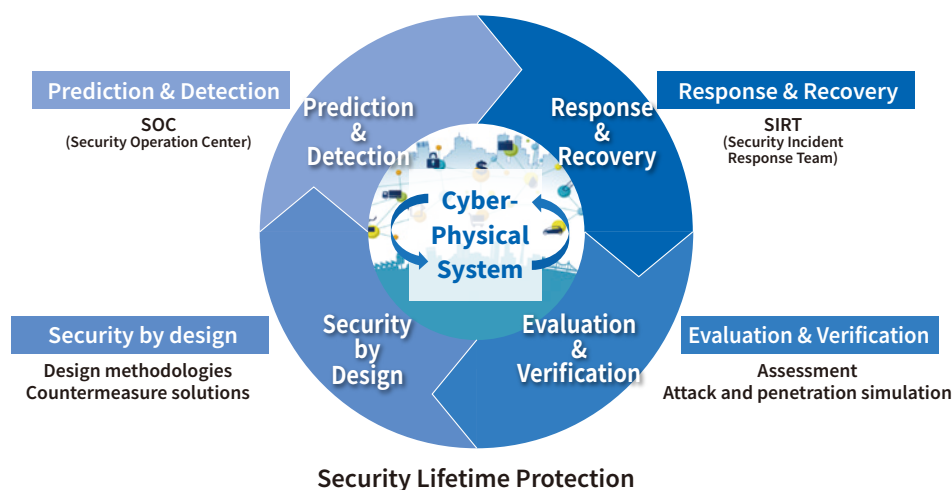 Prediction & Detection
SOC
(Security Operation Center)
Response & Recovery
SIRT
(Security Incident
Response Team)
Prediction
&
Detection
Response
&
Recovery
Cyber-
Physical
System
Security by design
Design methodologies
Countermeasure solutions
Security
by
Design
Evaluation
&
Verification
Evaluation & Verification
Assessment
Attack and penetration simulation
Security Lifetime Protection